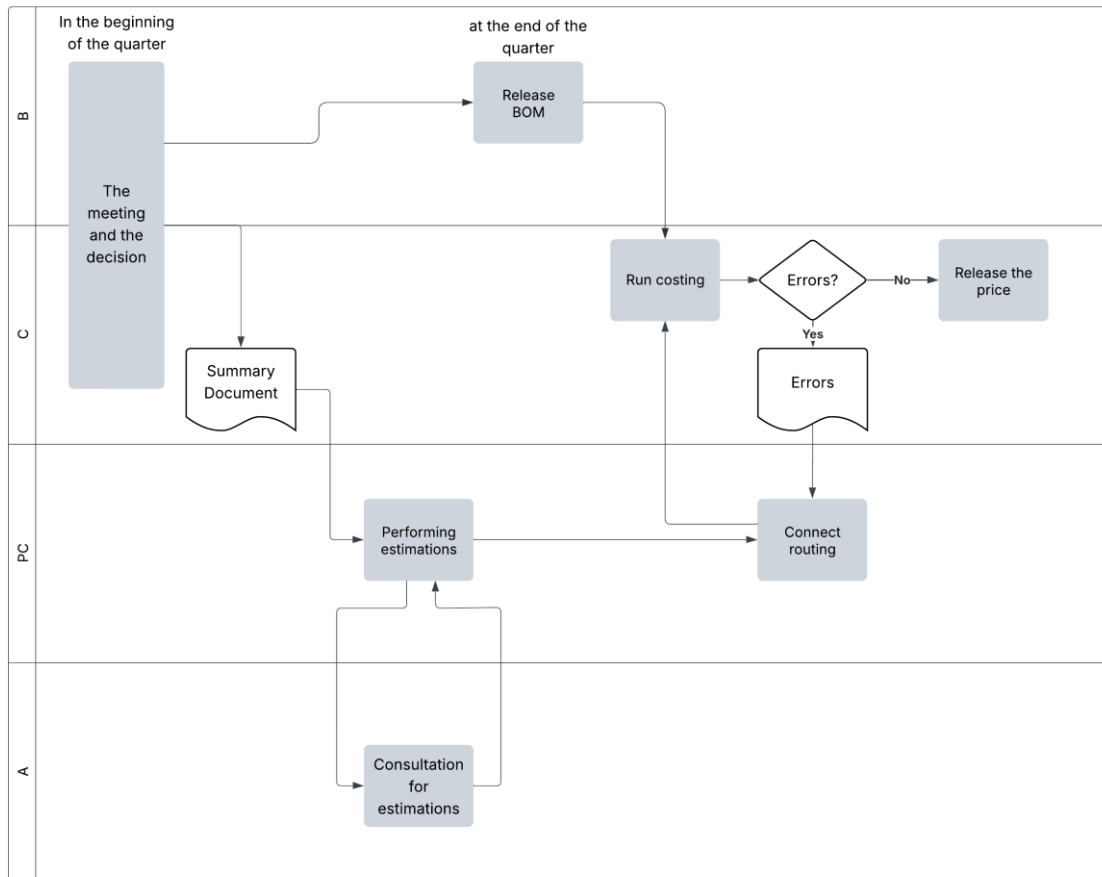 In the beginning
of the quarter
at the end of the
quarter
B
Release
BOM
The
meeting
and the
decision
C
Run costing
Errors?
No
Release the
price
Yes
Summary
Document
Errors
PC
Performing
estimations
Connect
routing
A
Consultation
for
estimations